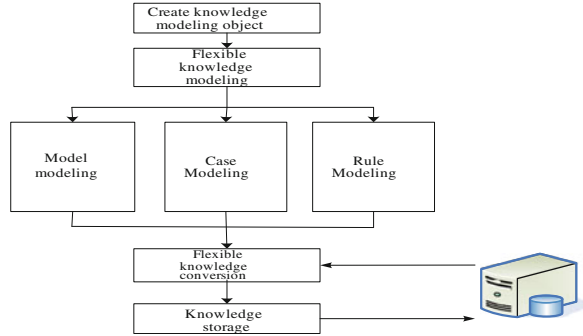 Create knowledge
modeling object
Flexible
knowledge
modeling
Model
modeling
Case
Modeling
Rule
Modeling
Flexible
knowledge
conversion
Knowledge
storage